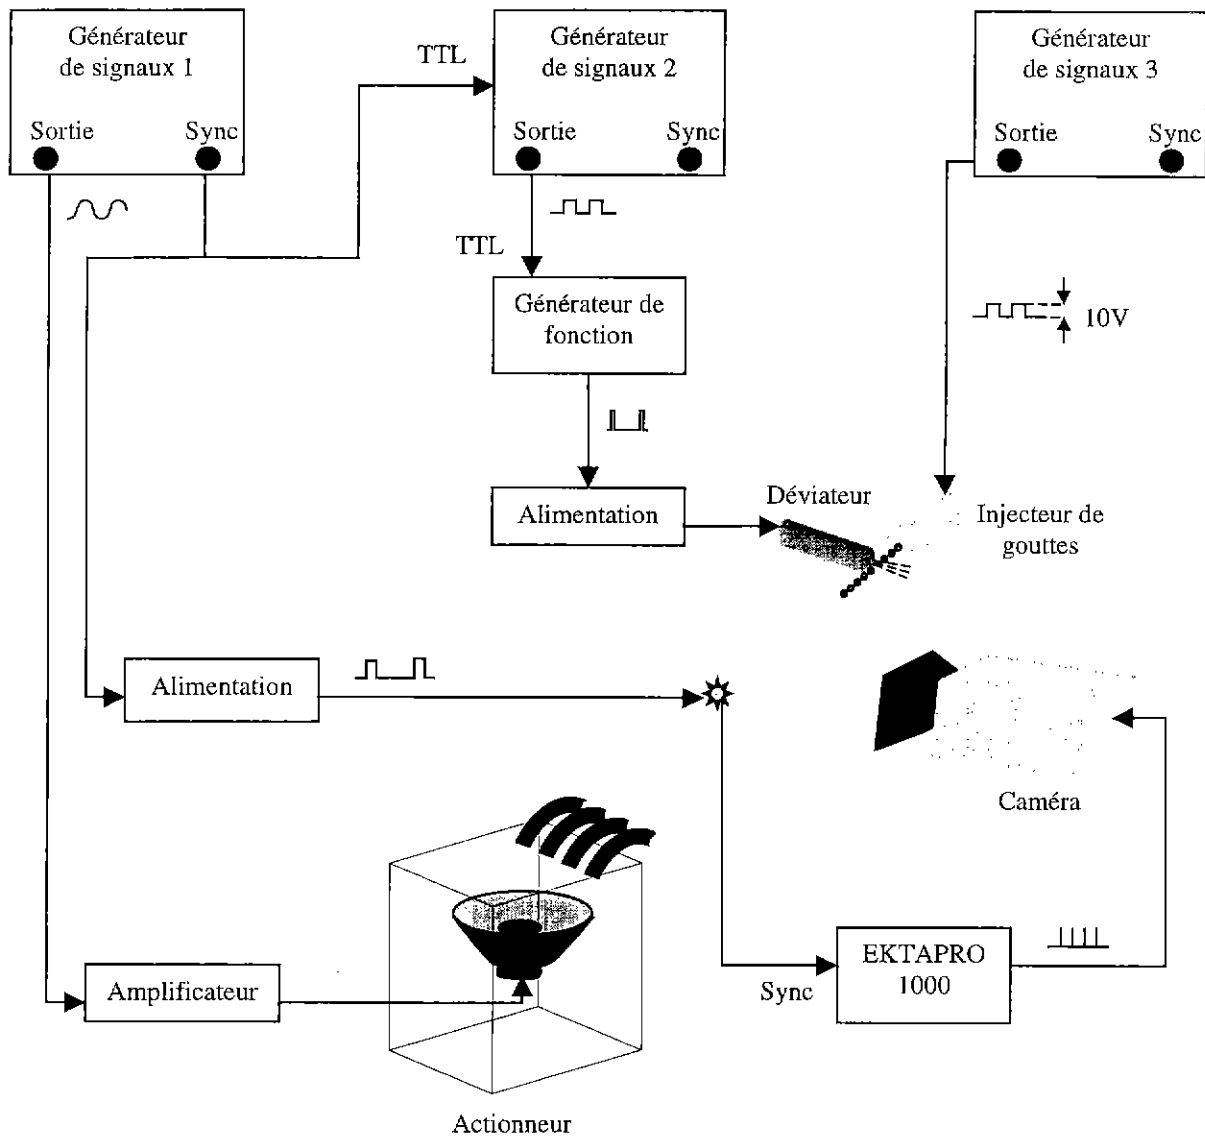 Générateur
de signaux 1
Sortie
Sync
TTL
Générateur
de signaux 2
Sortie
Sync
Générateur
de signaux 3
Sortie
Sync
TTL
Générateur de
fonction
10V
Alimentation
Déviateur
Injecteur de
gouttes
Alimentation
Caméra
Amplificateur
Sync
EKTAPRO
1000
Actionneur